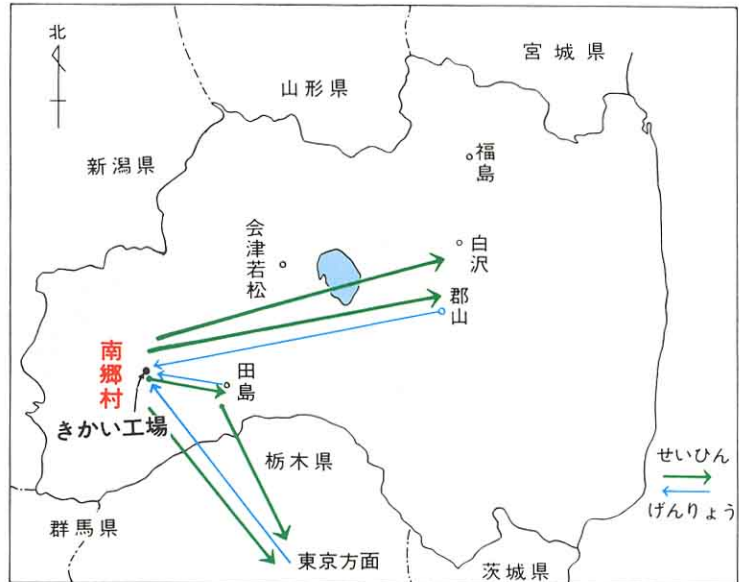 北
宮城県
山形県
新潟県
福島
会津若松
白沢
郡山
南郷村
田島
きかい工場
栃木県
せいひん
げんりょう
群馬県
東京方面
茨城県